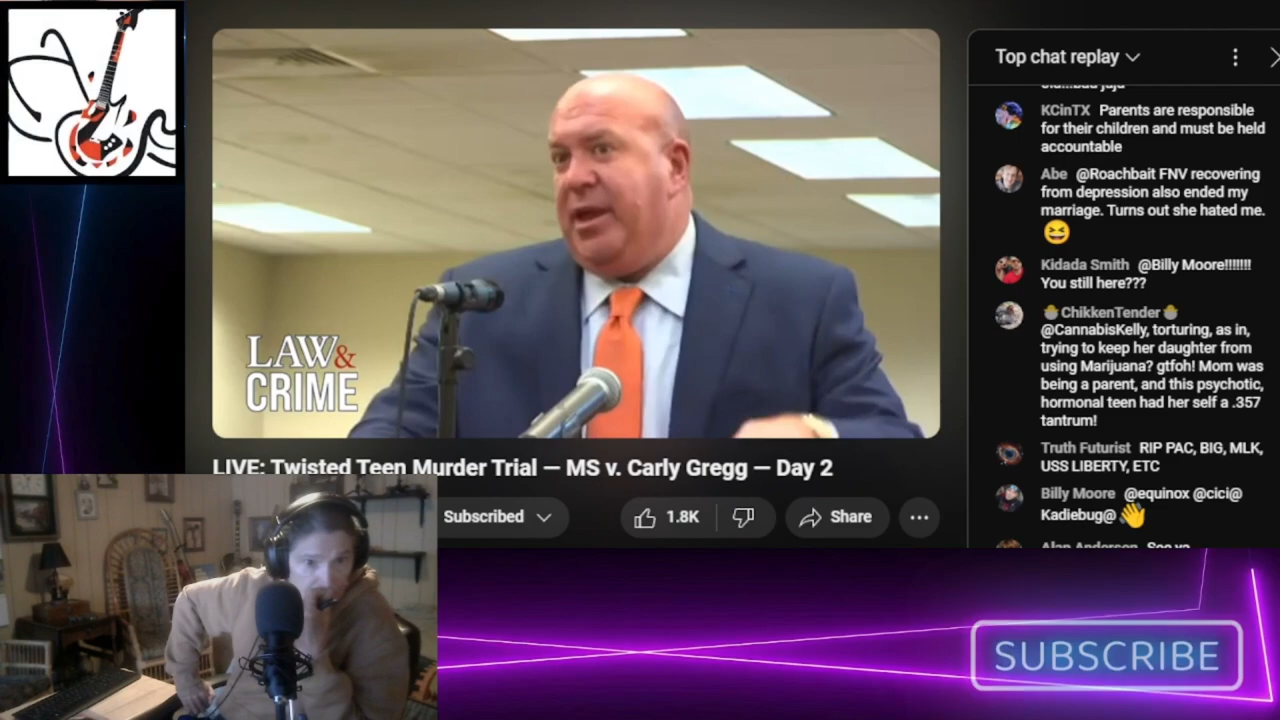 Top chat replay
KCinTX Parents are responsible
for their children and must be held
accountable
Abe @Roachbait FNV recovering
from depression also ended my
marriage. Turns out she hated me.
Kidada Smith @Billy Moore!!!!!!!
You still here???
ChikkenTender
@CannabisKelly, torturing, as in,
trying to keep her daughter from
using Marijuana? gtfoh! Mom was
being a parent, and this psychotic,
hormonal teen had her self a .357
tantrum!
Truth Futurist RIP PAC, BIG, MLK,
USS LIBERTY, ETC
Billy Moore @equinox @cici@
Kadiebug@
Alan Anderson See ya
LAW&
CRIME
LIVE: Twisted Teen Murder Trial — MS v. Carly Gregg — Day 2
Subscribed
1.8K
Share
SUBSCRIBE